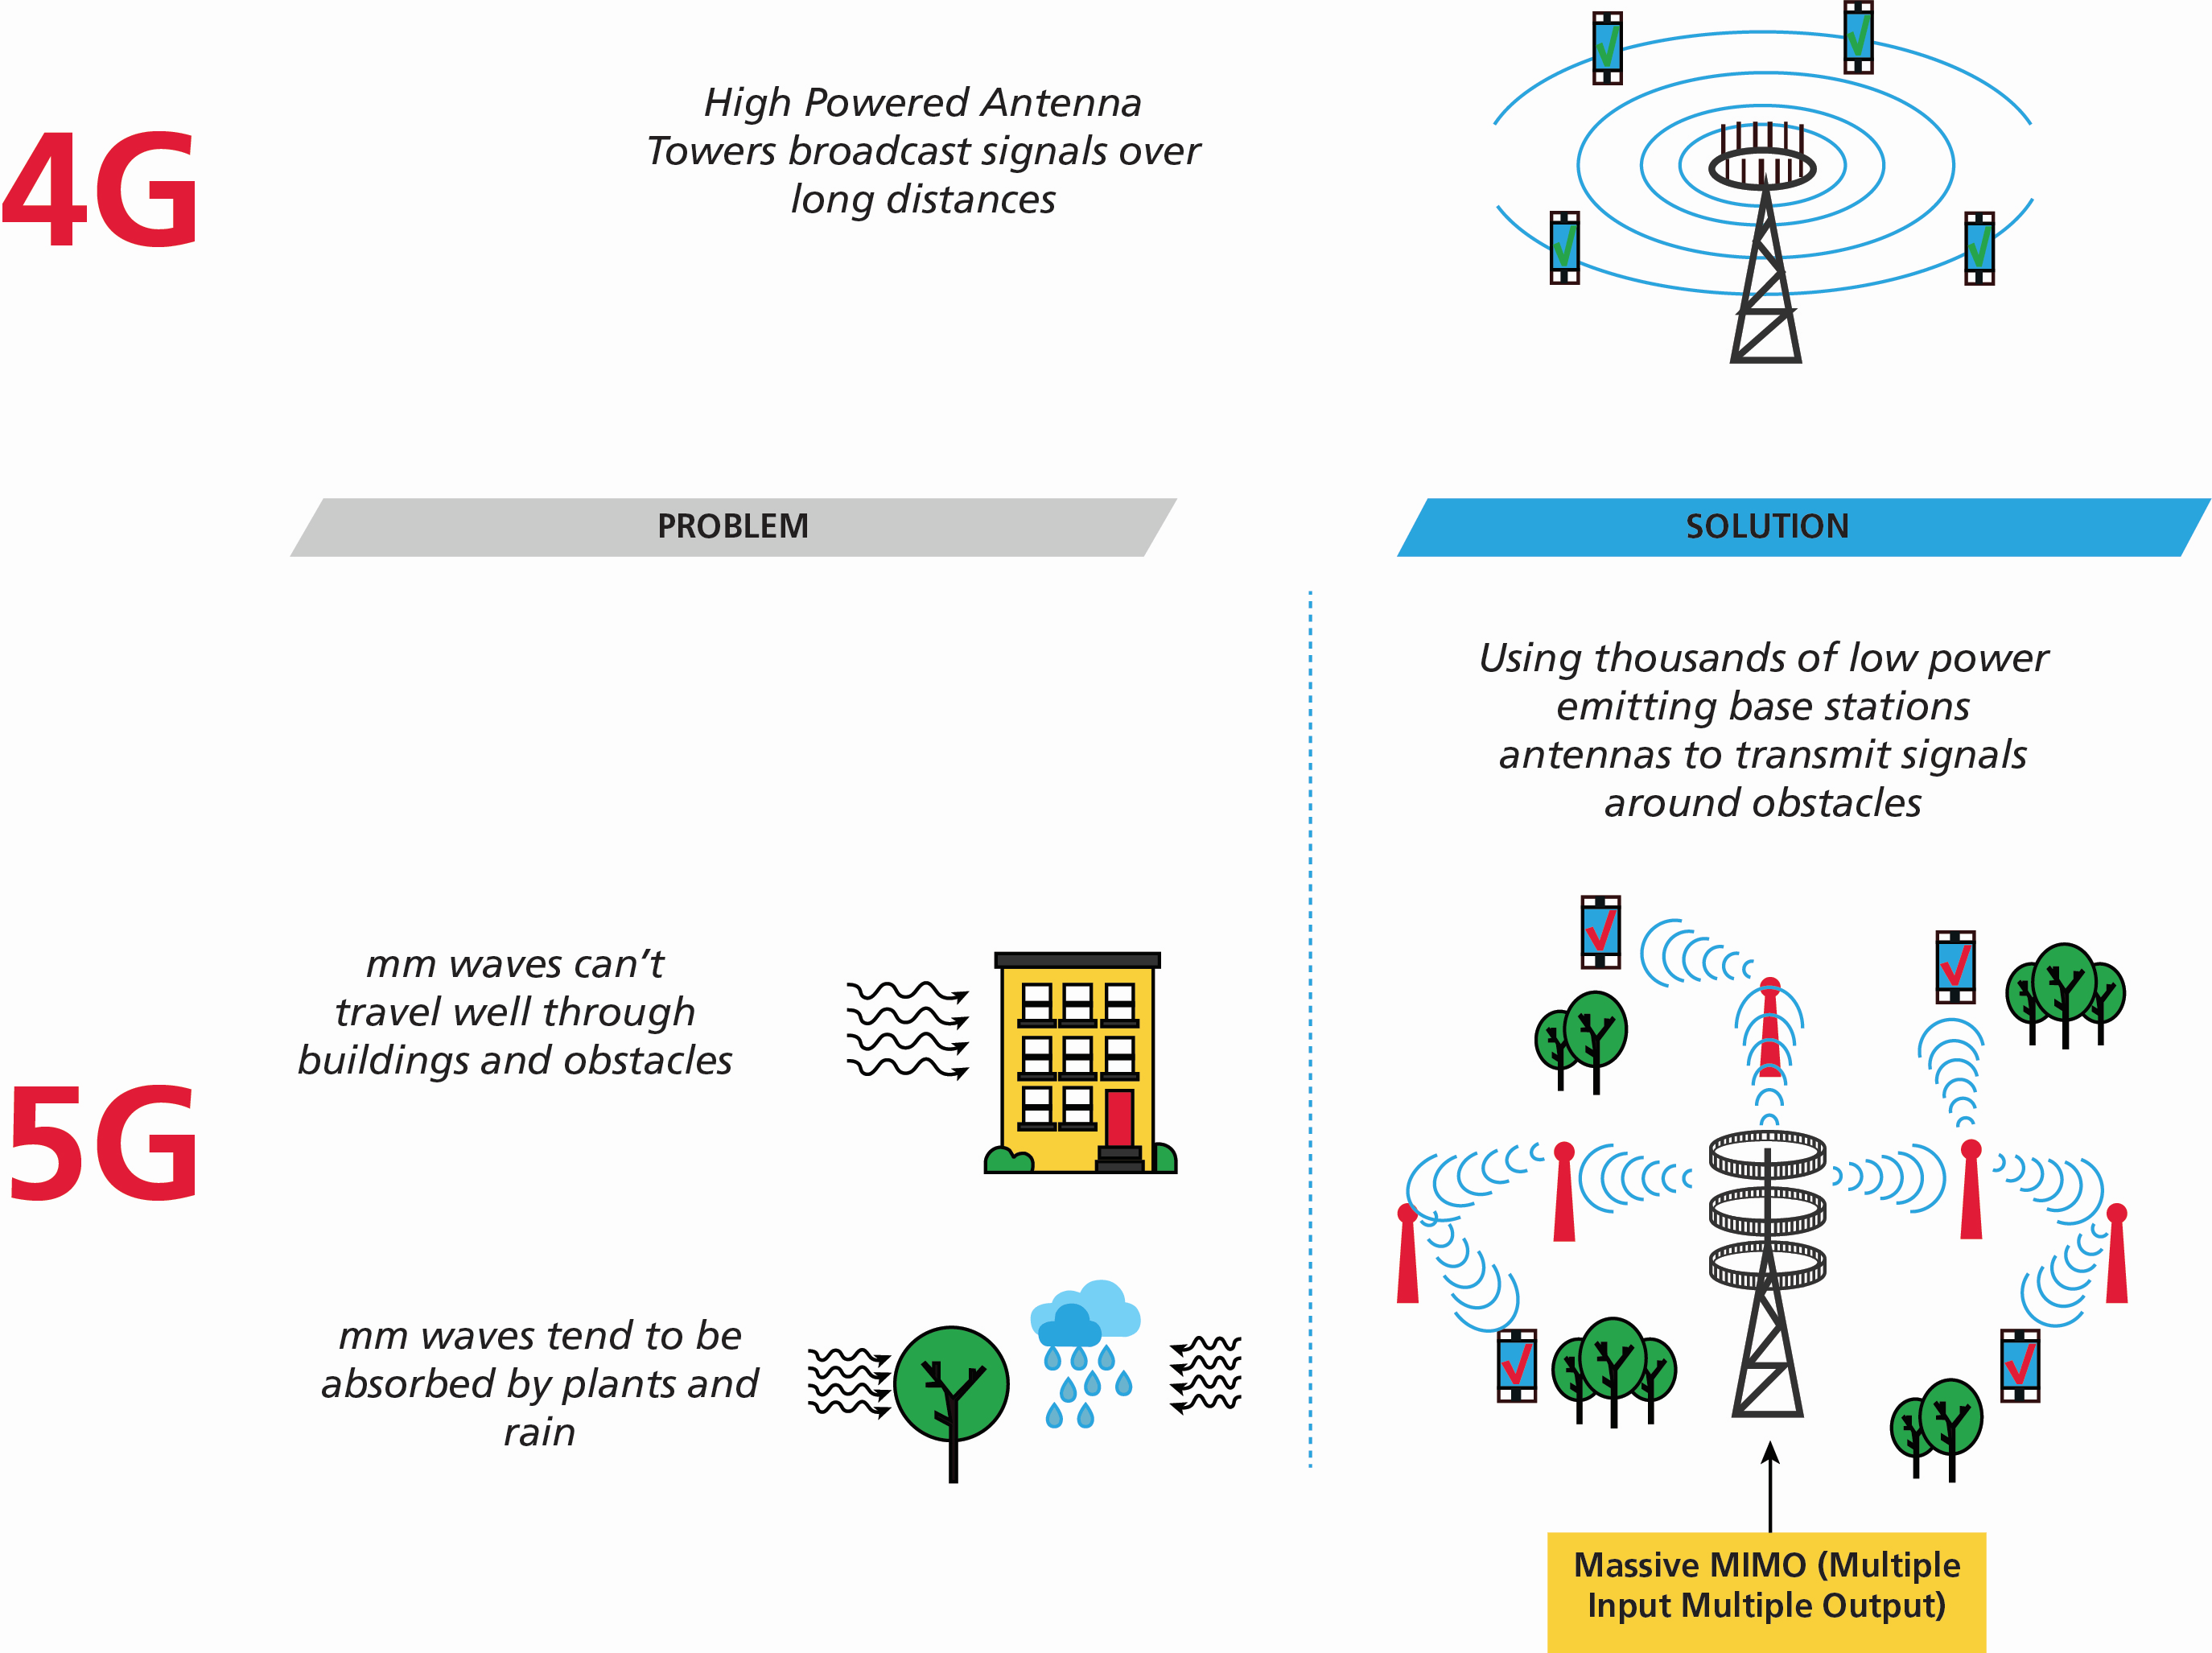 4G
High Powered Antenna
Towers broadcast signals over
long distances
PROBLEM
SOLUTION
Using thousands of low power
emitting base stations
antennas to transmit signals
around obstacles
5G
mm waves can’t
travel well through
buildings and obstacles
mm waves tend to be
absorbed by plants and
rain
Massive MIMO (Multiple
Input Multiple Output)